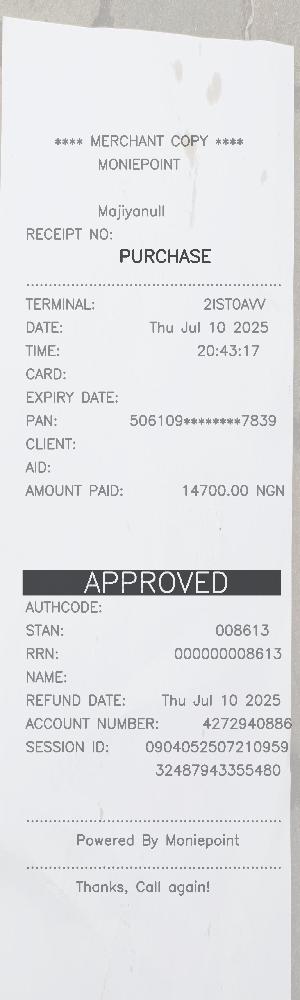 **** MERCHANT COPY ****
MONIEPOINT
Majiyanull
RECEIPT NO:
PURCHASE
TERMINAL: 2ISTOAVV
DATE: Thu Jul 10 2025
TIME: 20:43:17
CARD:
EXPIRY DATE:
PAN: 506109********7839
CLIENT:
AID:
AMOUNT PAID: 14700.00 NGN
APPROVED
AUTHCODE:
STAN: 008613
RRN: 000000008613
NAME:
REFUND DATE: Thu Jul 10 2025
ACCOUNT NUMBER: 4272940886
SESSION ID: 0904052507210959
32487943355480
Powered By Moniepoint
Thanks, Call again!